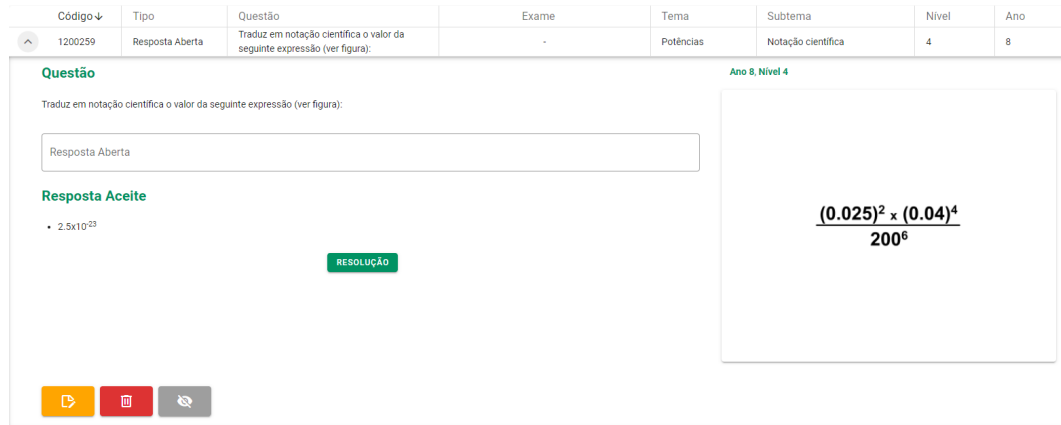 Código↓ Tipo Questão Exame Tema Subtema Nível Ano
1200259 Resposta Aberta Traduz em notação científica o valor da seguinte expressão (ver figura): - Potências Notação científica 4 8
Questão
Ano 8, Nível 4
Traduz em notação científica o valor da seguinte expressão (ver figura):
Resposta Aberta
Resposta Aceite
• 2.5x10⁻²³
RESOLUÇÃO
(0.025)² x (0.04)⁴
200⁶